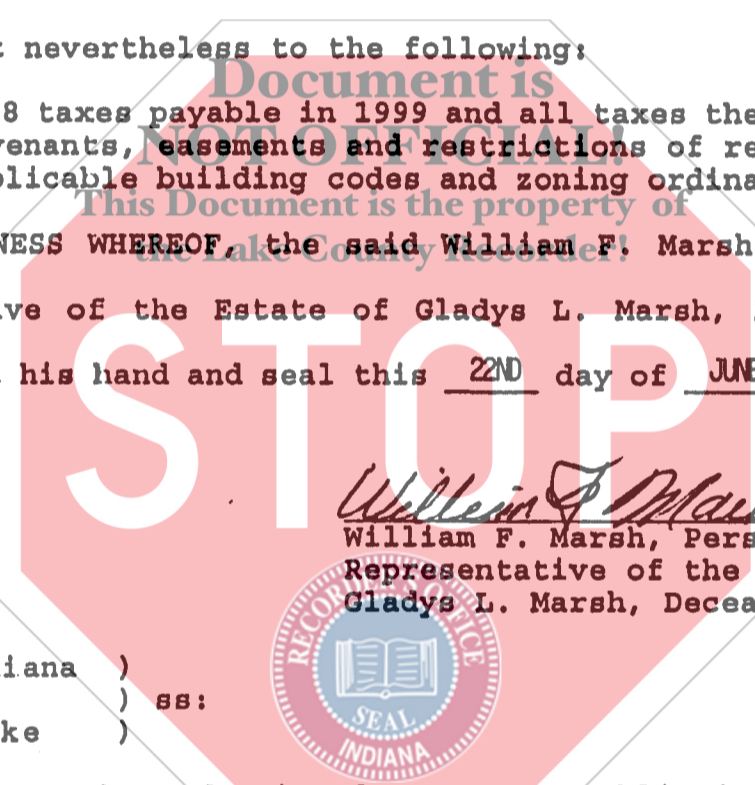 nevertheless to the following:
Document is
8 taxes payable in 1999 and all taxes the
NOT OFFICIAL!
venants, easements and restrictions of re
plicable building codes and zoning ordina
This Document is the property of
NESS WHEREOF, the said William F. Marsh
the Lake County Recorder!
ve of the Estate of Gladys L. Marsh,
his hand and seal this 22ND day of JUNE
STOP
William F. Mar
William F. Marsh, Pers
Representative of the
Gladys L. Marsh, Decea
RECORDER'S OFFICE
diana )
) ss:
ke )
SEAL
INDIANA